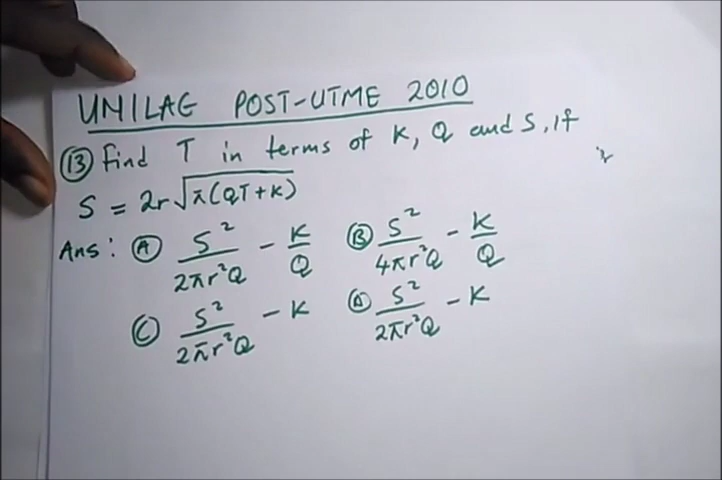 UNILAG POST-UTME 2010
(13) Find T in terms of K, Q and S, if
S = 2r√(π(QT+K))
Ans: (A) S²/2πr²Q - K/Q (B) S²/4πr²Q - K/Q
(C) S²/2πr²Q - K (D) S²/2πr²Q - K